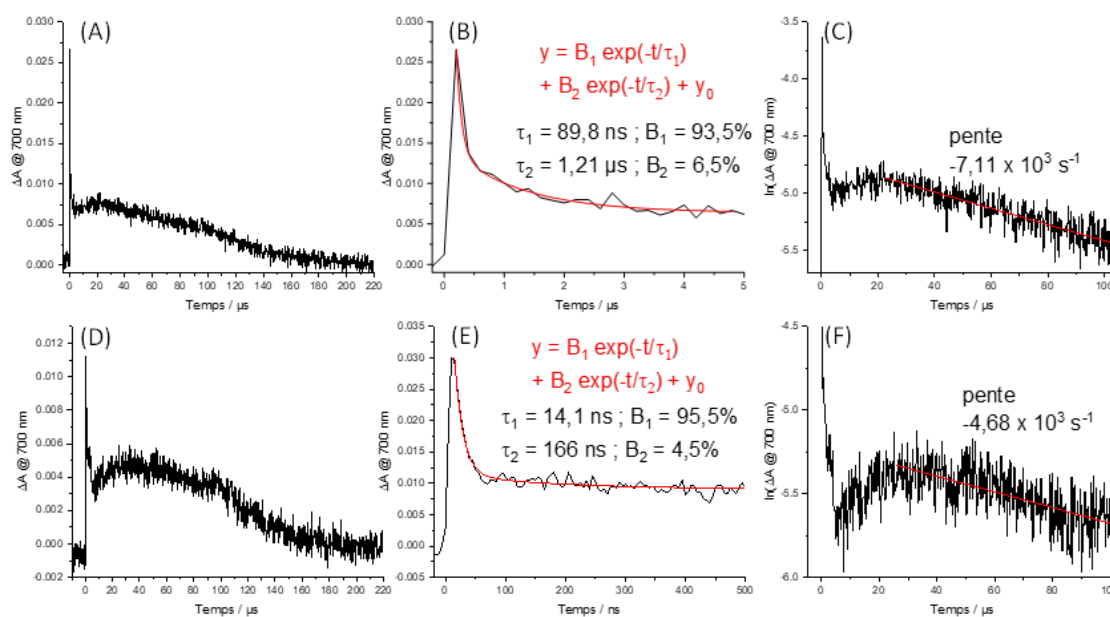 (A)
0.030
0.025
0.020
0.015
0.010
0.005
0.000
ΔA @ 700 nm
0 20 40 60 80 100 120 140 160 180 200 220
Temps / µs
(B)
y = B1 exp(-t/τ1)
+ B2 exp(-t/τ2) + y0
τ1 = 89,8 ns ; B1 = 93,5%
τ2 = 1,21 µs ; B2 = 6,5%
0.030
0.025
0.020
0.015
0.010
0.005
0.000
ΔA @ 700 nm
0 1 2 3 4 5
Temps / µs
(C)
pente
-7,11 x 10³ s⁻¹
-3.5
-4.0
-4.5
-5.0
-5.5
ln(ΔA @ 700 nm)
0 20 40 60 80 100
Temps / µs
(D)
0.012
0.010
0.008
0.006
0.004
0.002
0.000
-0.002
ΔA @ 700 nm
0 20 40 60 80 100 120 140 160 180 200 220
Temps / µs
(E)
y = B1 exp(-t/τ1)
+ B2 exp(-t/τ2) + y0
τ1 = 14,1 ns ; B1 = 95,5%
τ2 = 166 ns ; B2 = 4,5%
0.035
0.030
0.025
0.020
0.015
0.010
0.005
0.000
-0.005
ΔA @ 700 nm
0 100 200 300 400 500
Temps / ns
(F)
pente
-4,68 x 10³ s⁻¹
-4.5
-5.0
-5.5
-6.0
ln(ΔA @ 700 nm)
0 20 40 60 80
Temps / µs